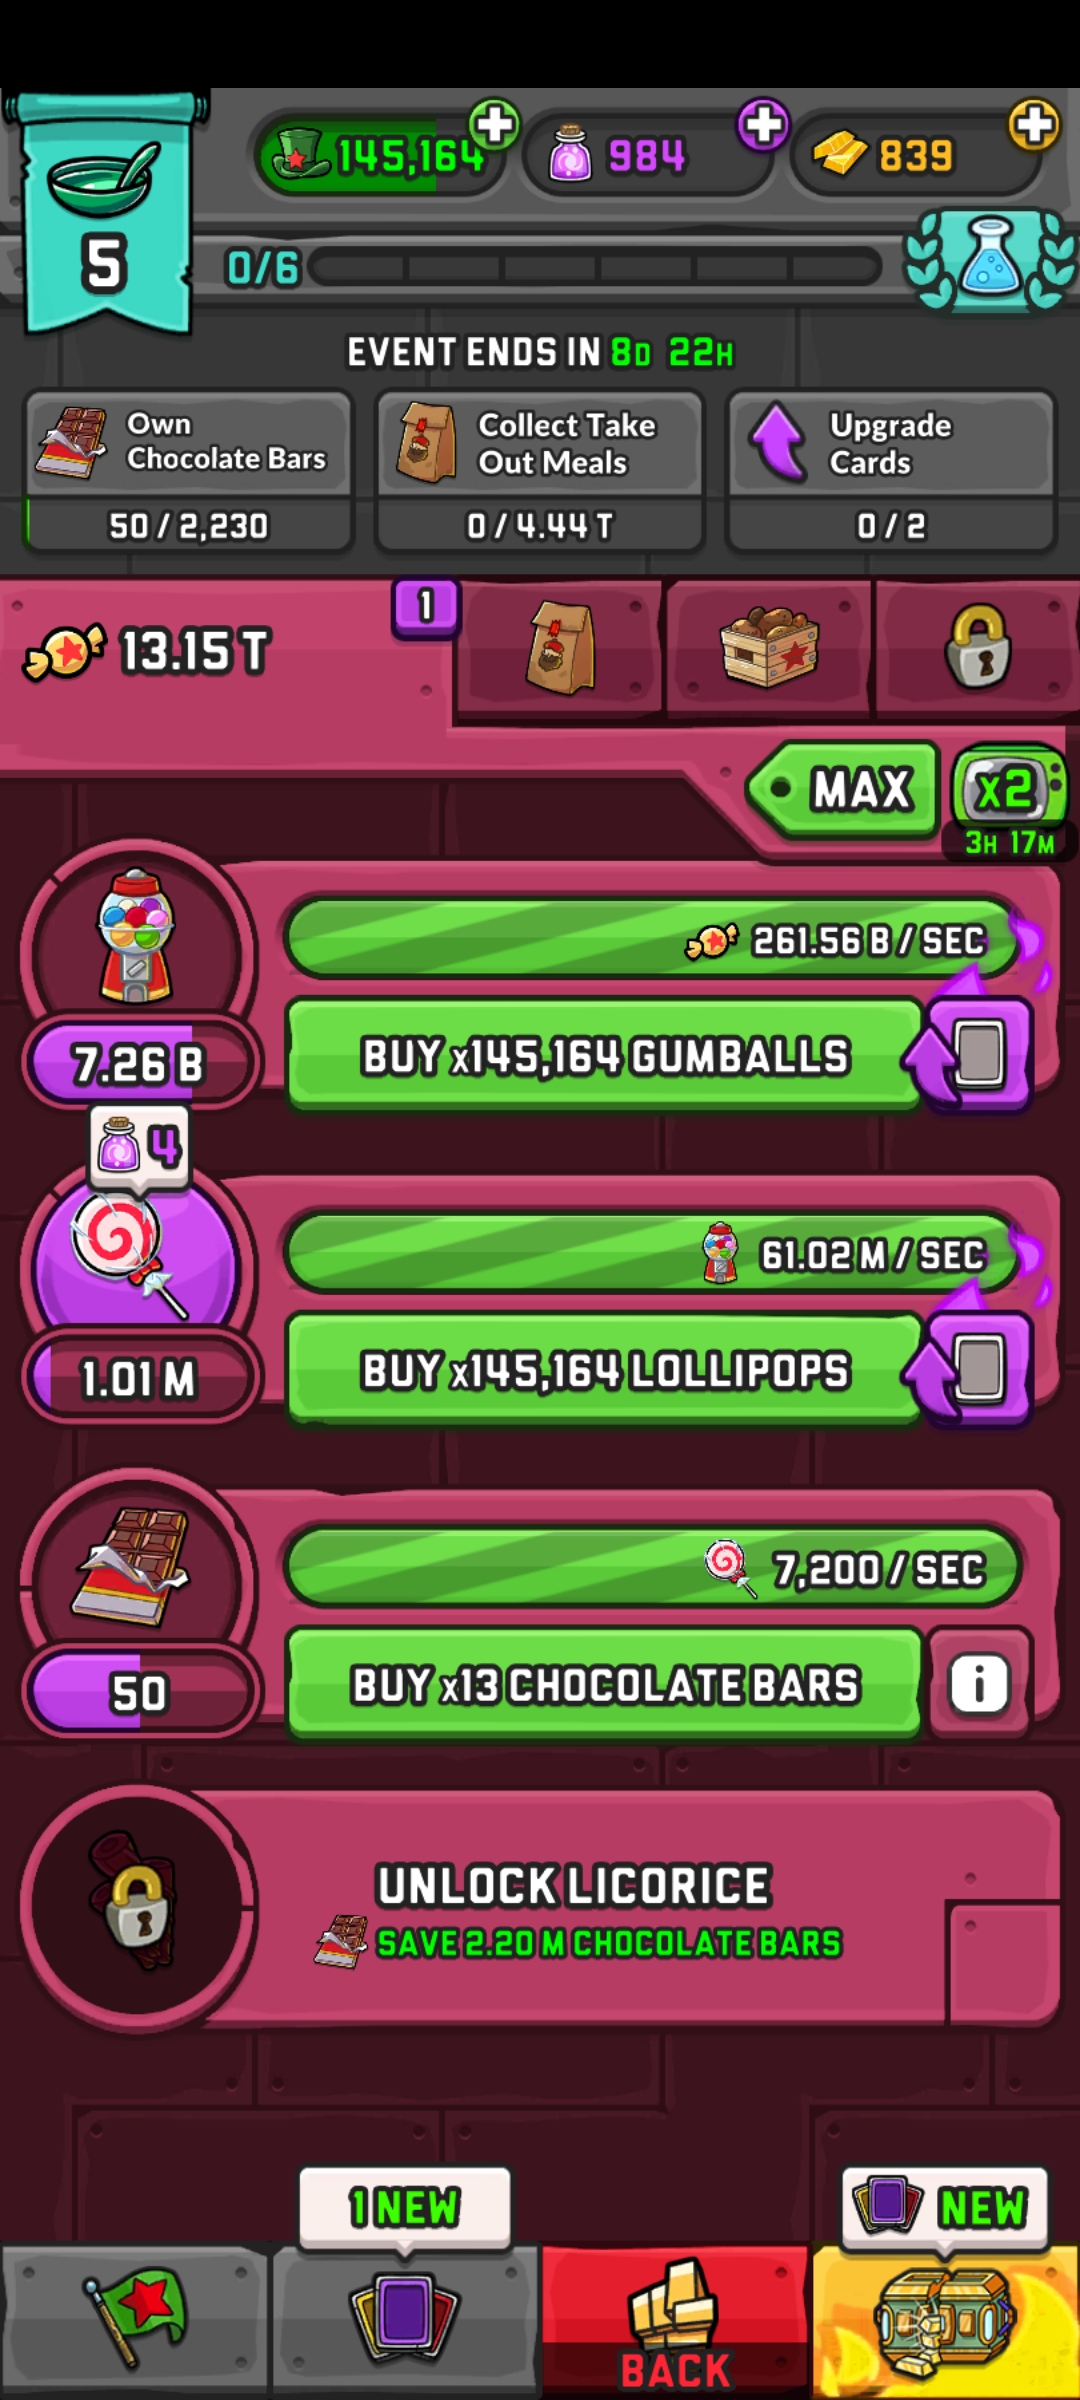 145,164
984
839
5
0/6
EVENT ENDS IN 8D 22H
Own
Chocolate Bars
50 / 2,230
Collect Take
Out Meals
0 / 4.44 T
Upgrade
Cards
0 / 2
13.15 T
1
MAX
x2
3H 17M
261.56 B / SEC
7.26 B
BUY x145,164 GUMBALLS
4
61.02 M / SEC
1.01 M
BUY x145,164 LOLLIPOPS
7,200 / SEC
50
BUY x13 CHOCOLATE BARS
i
UNLOCK LICORICE
SAVE 2.20 M CHOCOLATE BARS
1 NEW
NEW
BACK